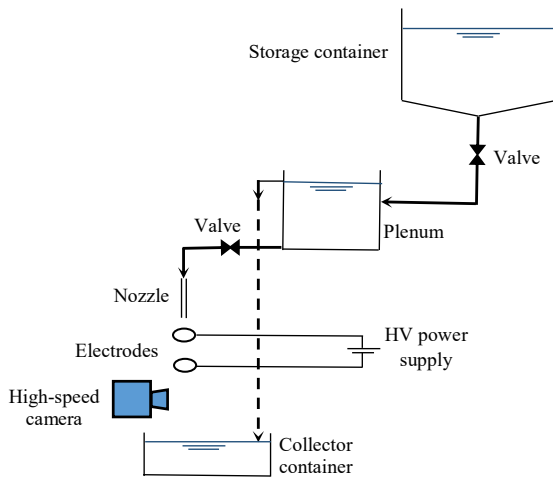 Storage container
Valve
Valve
Plenum
Nozzle
HV power
supply
Electrodes
High-speed
camera
Collector
container